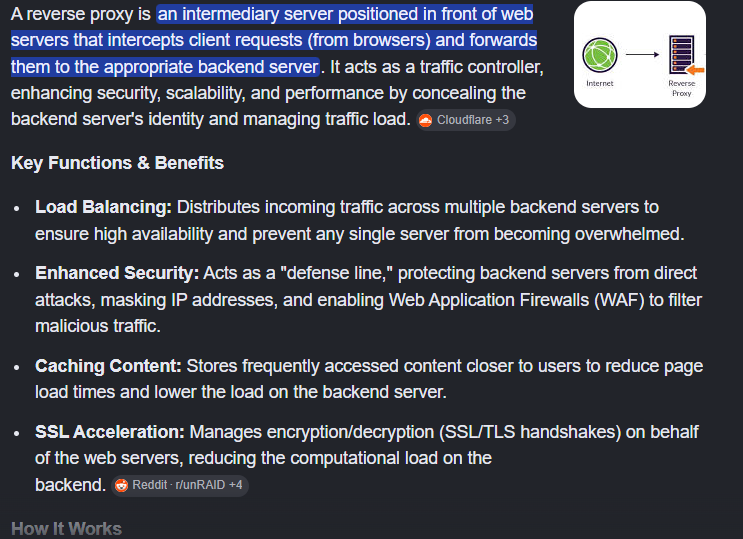 A reverse proxy is an intermediary server positioned in front of web
servers that intercepts client requests (from browsers) and forwards
them to the appropriate backend server. It acts as a traffic controller,
enhancing security, scalability, and performance by concealing the
backend server's identity and managing traffic load. Cloudflare +3
Internet
Reverse
Proxy
Key Functions & Benefits
• Load Balancing: Distributes incoming traffic across multiple backend servers to
ensure high availability and prevent any single server from becoming overwhelmed.
• Enhanced Security: Acts as a "defense line," protecting backend servers from direct
attacks, masking IP addresses, and enabling Web Application Firewalls (WAF) to filter
malicious traffic.
• Caching Content: Stores frequently accessed content closer to users to reduce page
load times and lower the load on the backend server.
• SSL Acceleration: Manages encryption/decryption (SSL/TLS handshakes) on behalf
of the web servers, reducing the computational load on the
backend. Reddit · r/unRAID +4
How It Works